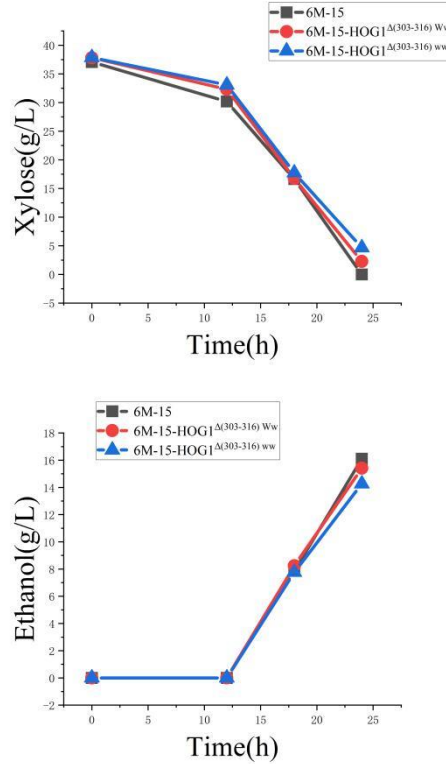 6M-15
6M-15-HOG1Δ(303-316) Ww
6M-15-HOG1Δ(303-316) ww
40
35
30
25
20
15
10
5
0
-5
Xylose(g/L)
0 5 10 15 20 25
Time(h)
6M-15
6M-15-HOG1Δ(303-316) Ww
6M-15-HOG1Δ(303-316) ww
18
16
14
12
10
8
6
4
2
0
-2
Ethanol(g/L)
0 5 10 15 20 25
Time(h)